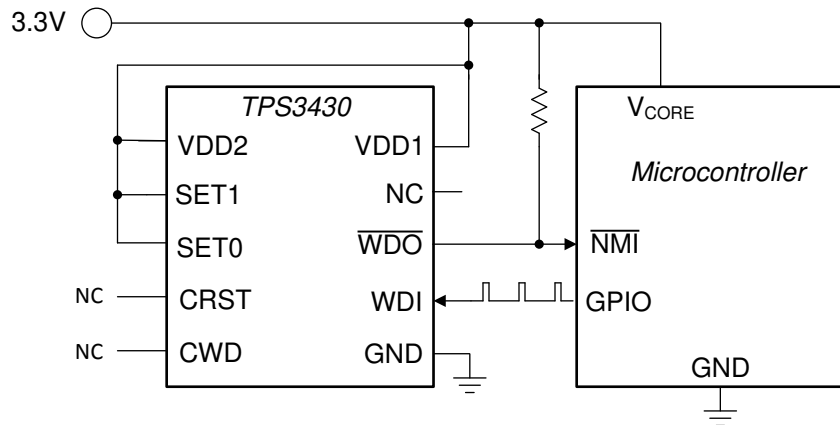 3.3V
TPS3430
VDD2
SET1
SET0
CRST
CWD
VDD1
NC
WDO
WDI
GND
NC
NC
VCORE
Microcontroller
NMI
GPIO
GND